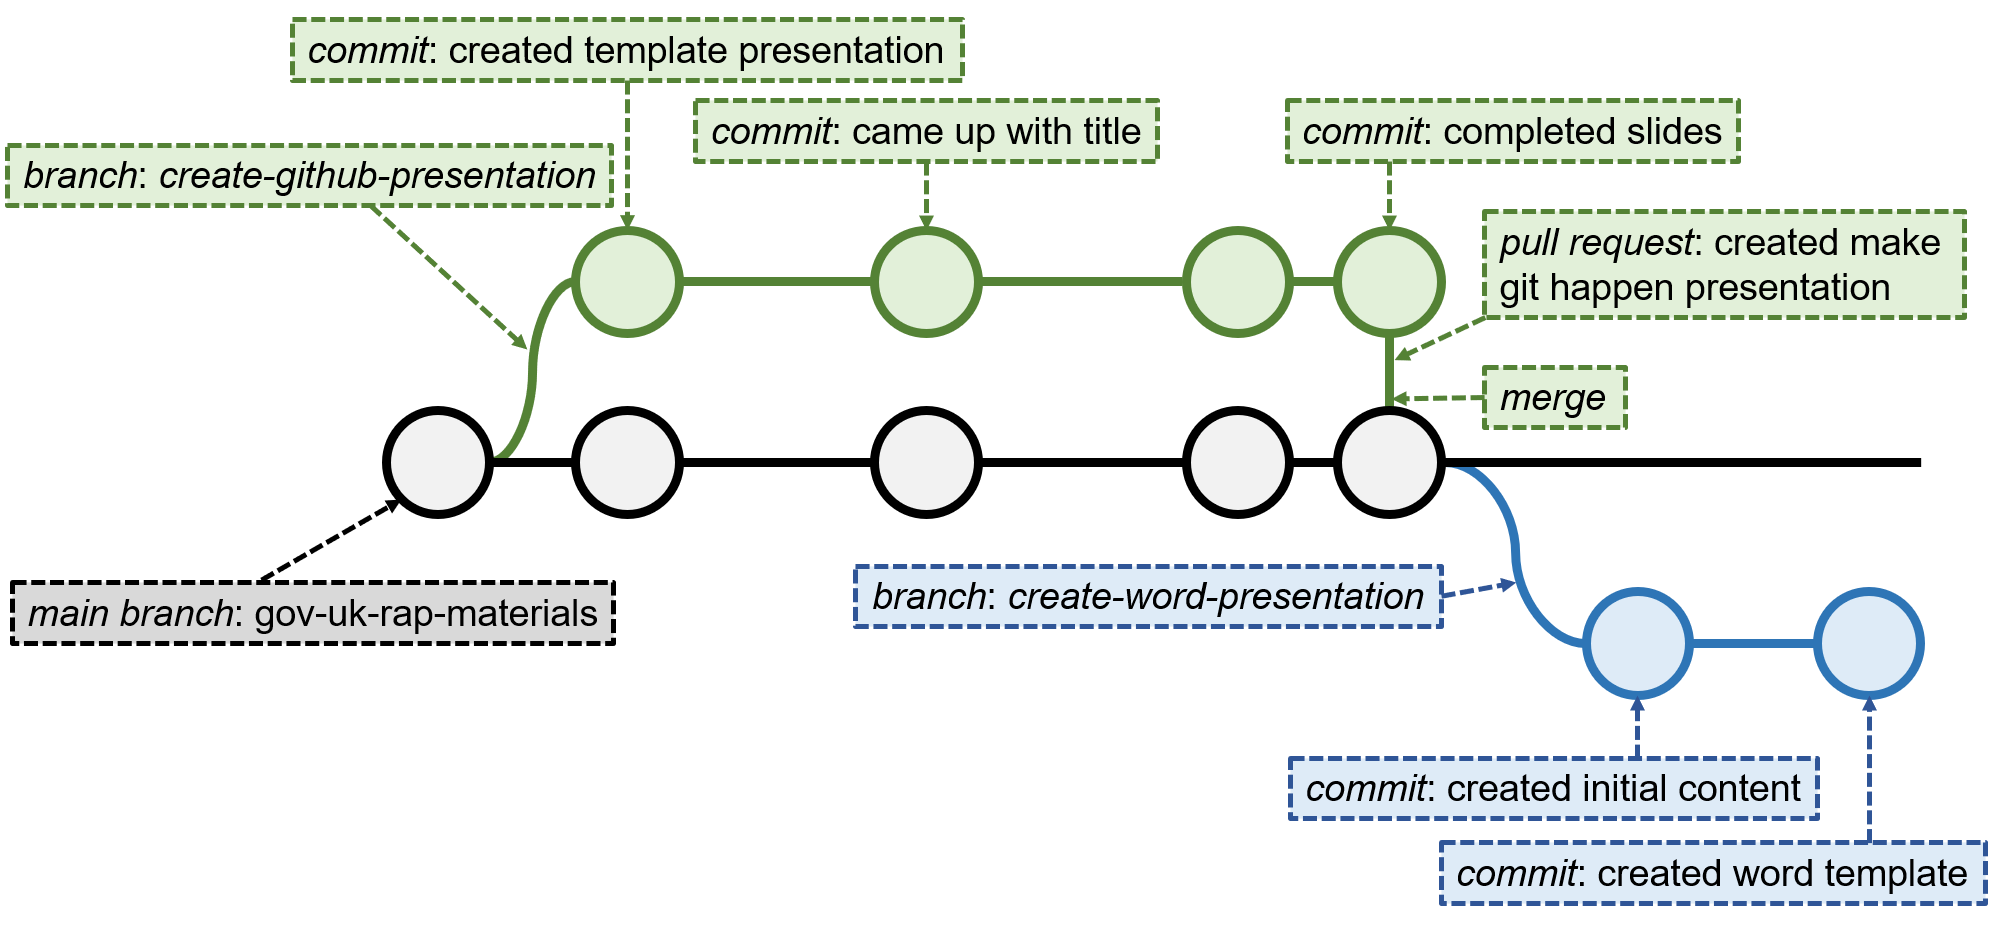 commit: created template presentation
commit: came up with title
commit: completed slides
branch: create-github-presentation
pull request: created make
git happen presentation
merge
main branch: gov-uk-rap-materials
branch: create-word-presentation
commit: created initial content
commit: created word template